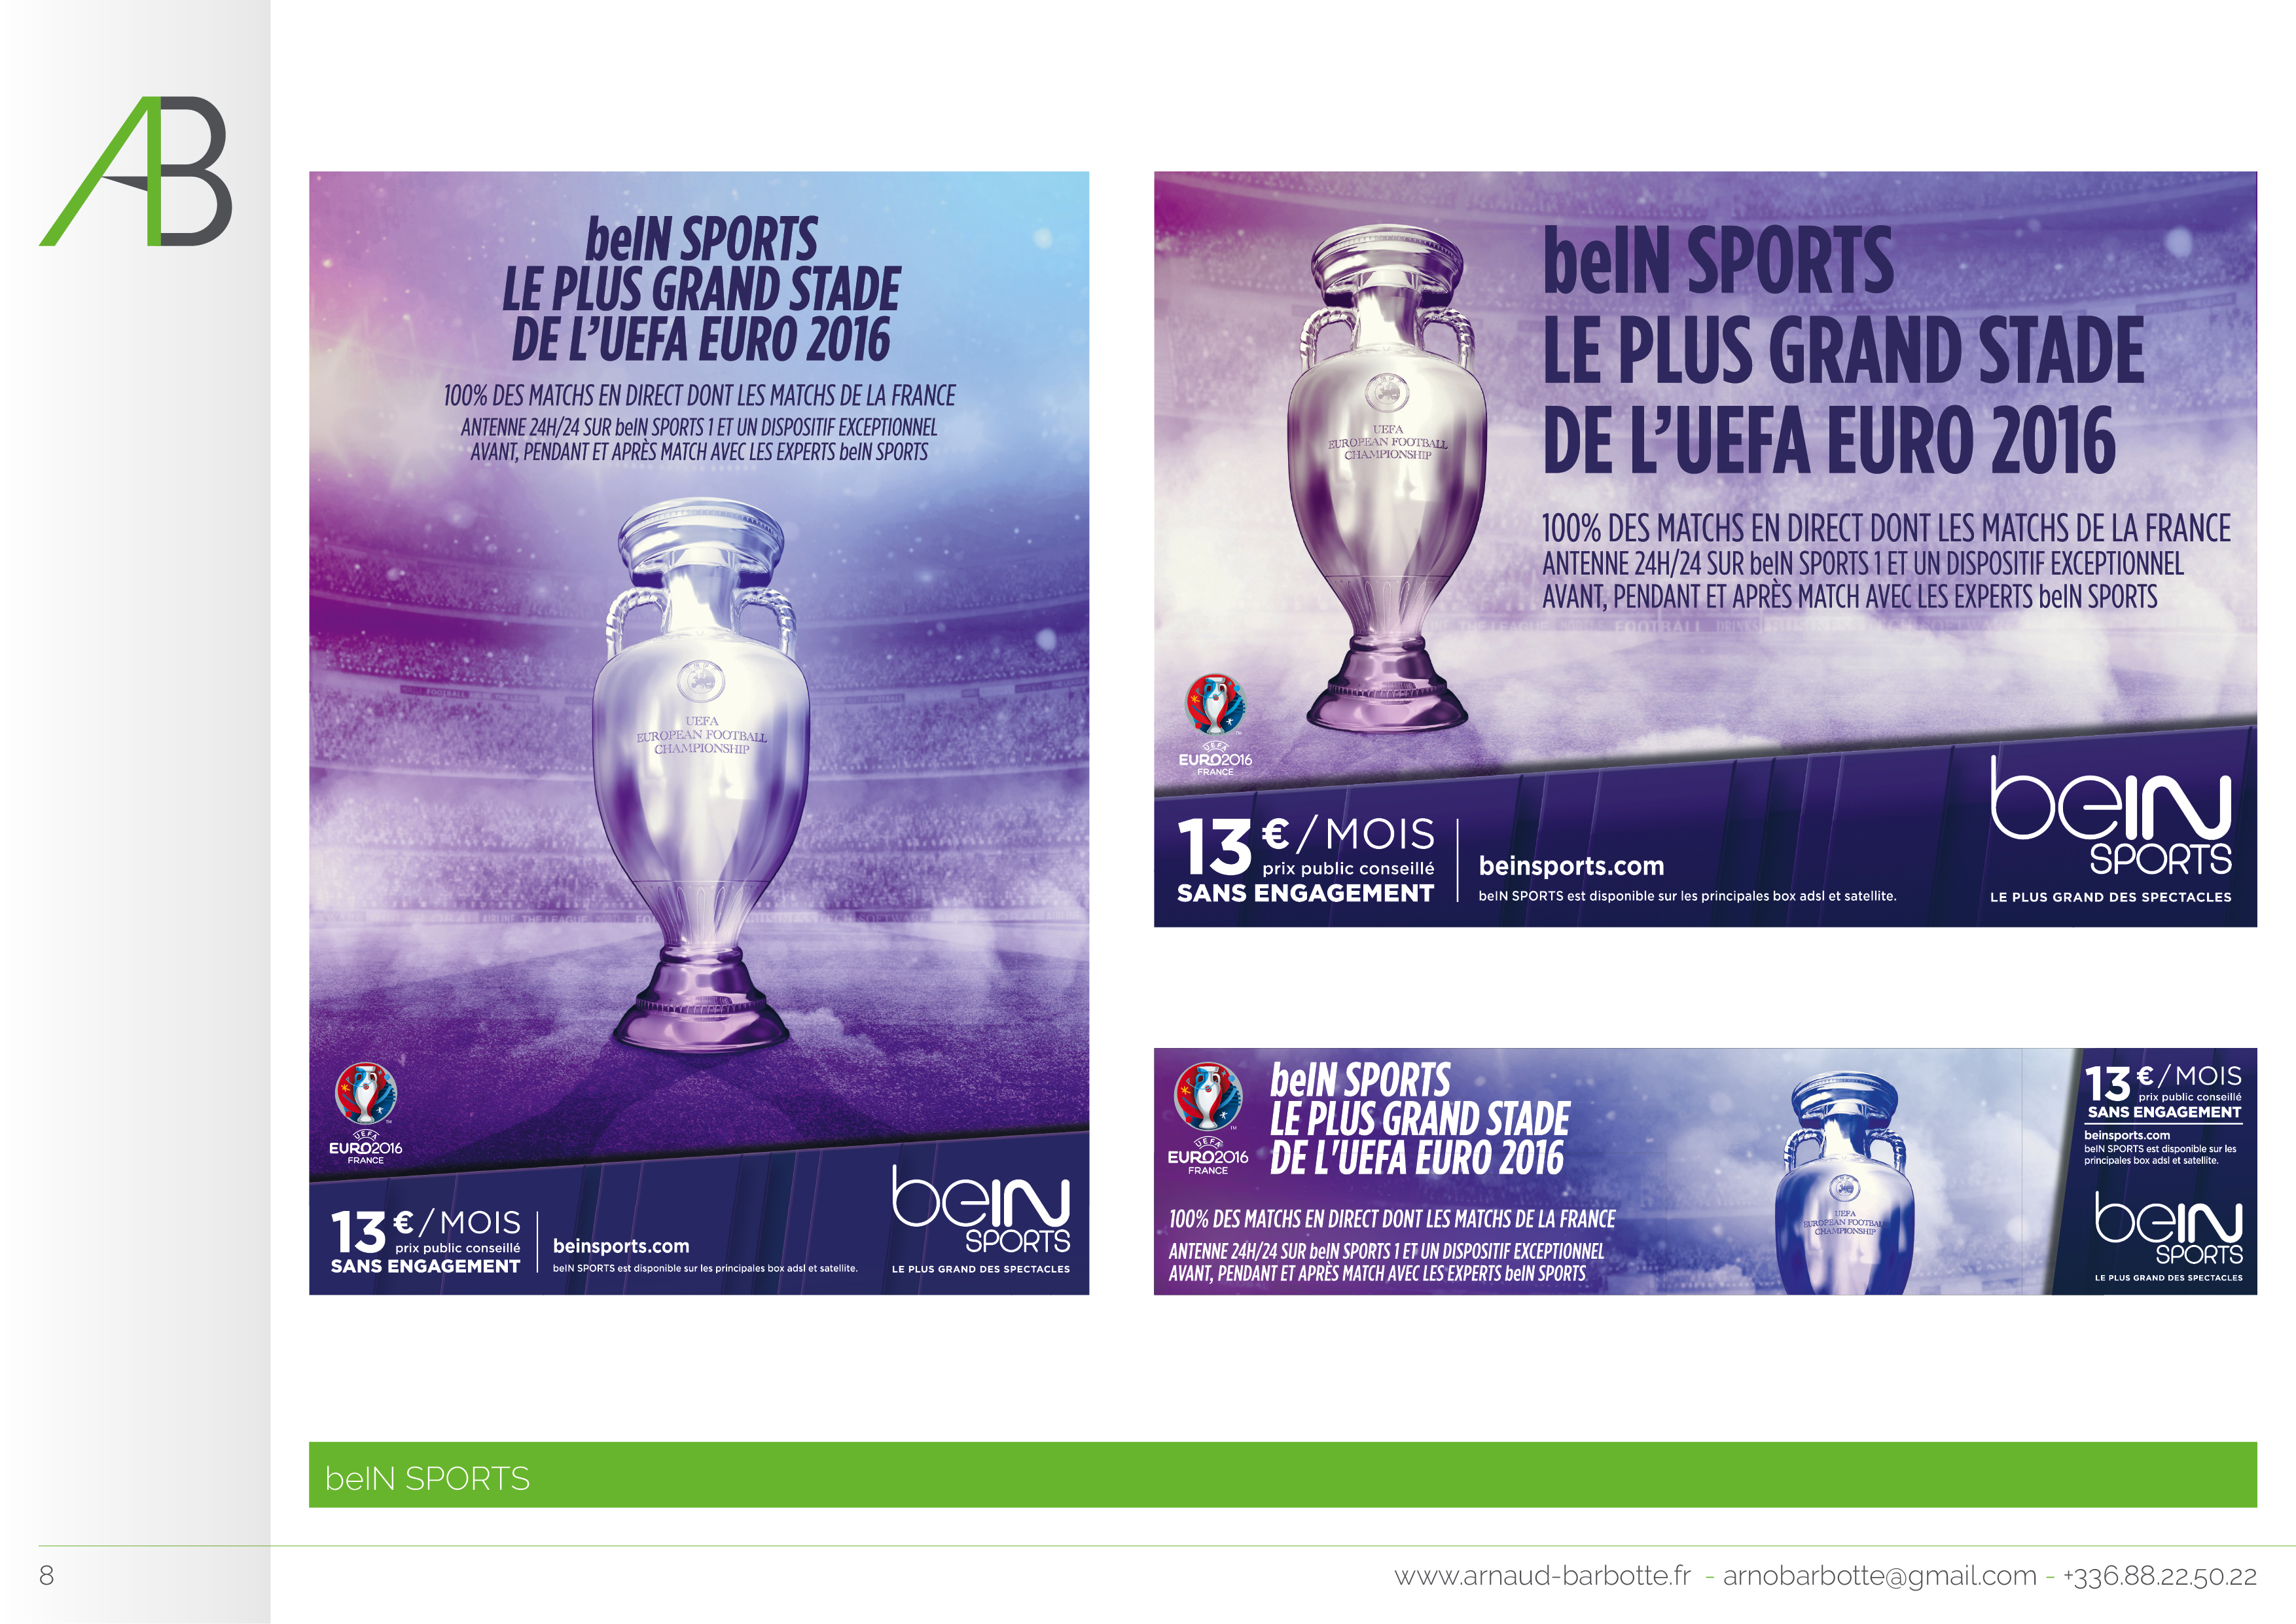 AB
beIN SPORTS
LE PLUS GRAND STADE
DE L’UEFA EURO 2016
100% DES MATCHS EN DIRECT DONT LES MATCHS DE LA FRANCE
ANTENNE 24H/24 SUR beIN SPORTS 1 ET UN DISPOSITIF EXCEPTIONNEL
AVANT, PENDANT ET APRÈS MATCH AVEC LES EXPERTS beIN SPORTS
UEFA
EUROPEAN FOOTBALL
CHAMPIONSHIP
UEFA
EURO2016
FRANCE
13 €/MOIS
prix public conseillé
SANS ENGAGEMENT
beinsports.com
beIN SPORTS est disponible sur les principales box adsl et satellite.
beIN
SPORTS
LE PLUS GRAND DES SPECTACLES
beIN SPORTS
LE PLUS GRAND STADE
DE L’UEFA EURO 2016
100% DES MATCHS EN DIRECT DONT LES MATCHS DE LA FRANCE
ANTENNE 24H/24 SUR beIN SPORTS 1 ET UN DISPOSITIF EXCEPTIONNEL
AVANT, PENDANT ET APRÈS MATCH AVEC LES EXPERTS beIN SPORTS
UEFA
EUROPEAN FOOTBALL
CHAMPIONSHIP
UEFA
EURO2016
FRANCE
13 €/MOIS
prix public conseillé
SANS ENGAGEMENT
beinsports.com
beIN SPORTS est disponible sur les principales box adsl et satellite.
beIN
SPORTS
LE PLUS GRAND DES SPECTACLES
UEFA
EURO2016
FRANCE
beIN SPORTS
LE PLUS GRAND STADE
DE L'UEFA EURO 2016
100% DES MATCHS EN DIRECT DONT LES MATCHS DE LA FRANCE
ANTENNE 24H/24 SUR beIN SPORTS 1 ET UN DISPOSITIF EXCEPTIONNEL
AVANT, PENDANT ET APRÈS MATCH AVEC LES EXPERTS beIN SPORTS
UEFA
EUROPEAN FOOTBALL
CHAMPIONSHIP
13 €/MOIS
prix public conseillé
SANS ENGAGEMENT
beinsports.com
beIN SPORTS est disponible sur les
principales box adsl et satellite.
beIN
SPORTS
LE PLUS GRAND DES SPECTACLES
beIN SPORTS
8
www.arnaud-barbotte.fr - arnobarbotte@gmail.com - +336.88.22.50.22